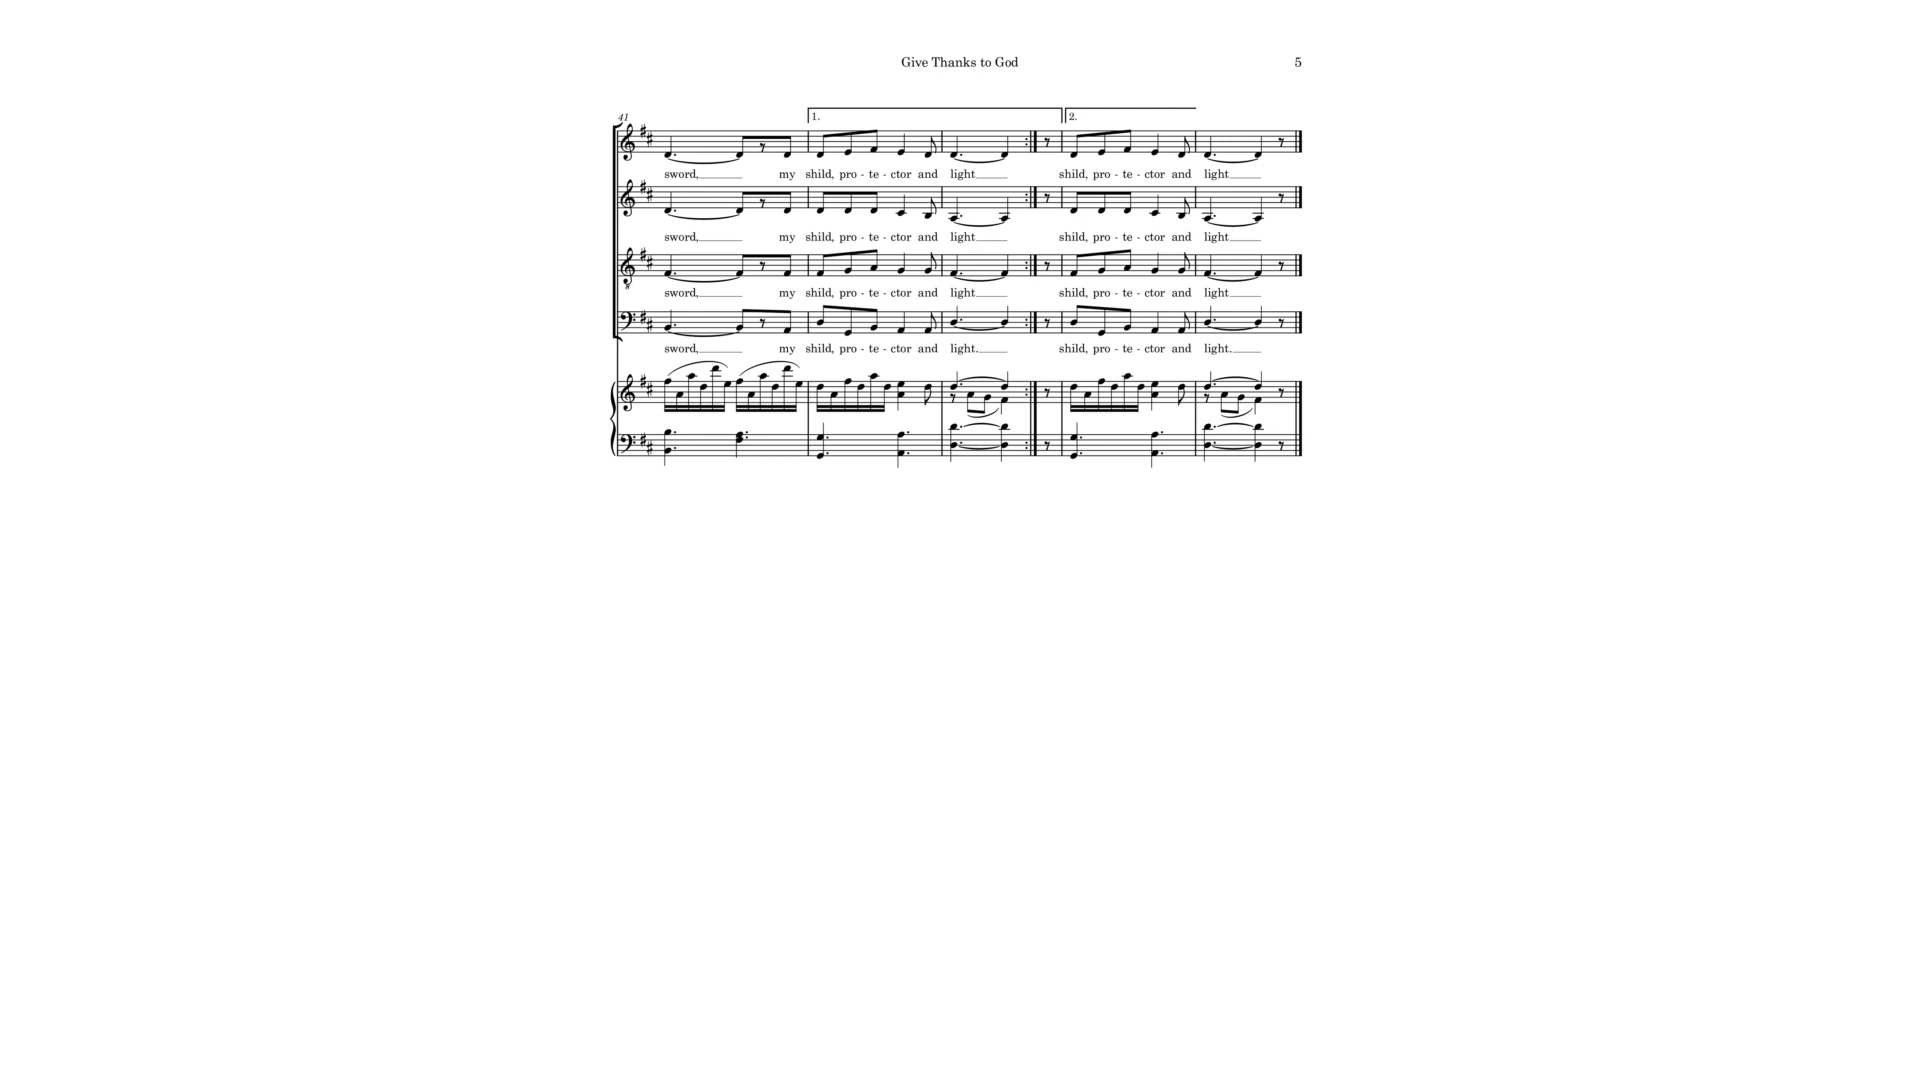 Give Thanks to God 5
41
1. 2.
sword, my shild, pro - te - ctor and light shild, pro - te - ctor and light
sword, my shild, pro - te - ctor and light shild, pro - te - ctor and light
8
sword, my shild, pro - te - ctor and light shild, pro - te - ctor and light
sword, my shild, pro - te - ctor and light. shild, pro - te - ctor and light.